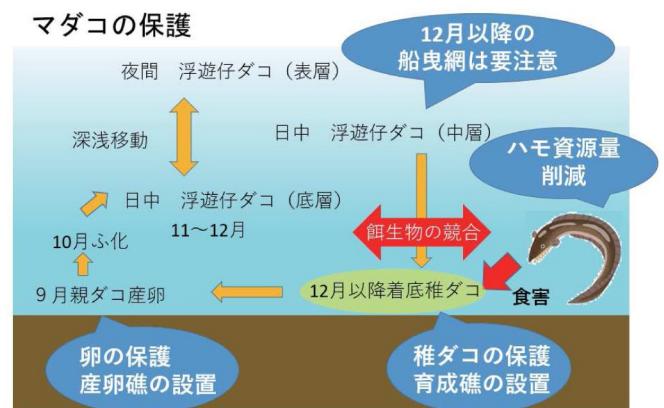 マダコの保護
12月以降の
船曳網は要注意
夜間 浮遊仔ダコ（表層）
深浅移動
日中 浮遊仔ダコ（中層）
ハモ資源量
削減
日中 浮遊仔ダコ（底層）
11～12月
餌生物の競合
10月ふ化
9月親ダコ産卵
12月以降着底稚ダコ
食害
卵の保護
産卵礁の設置
稚ダコの保護
育成礁の設置